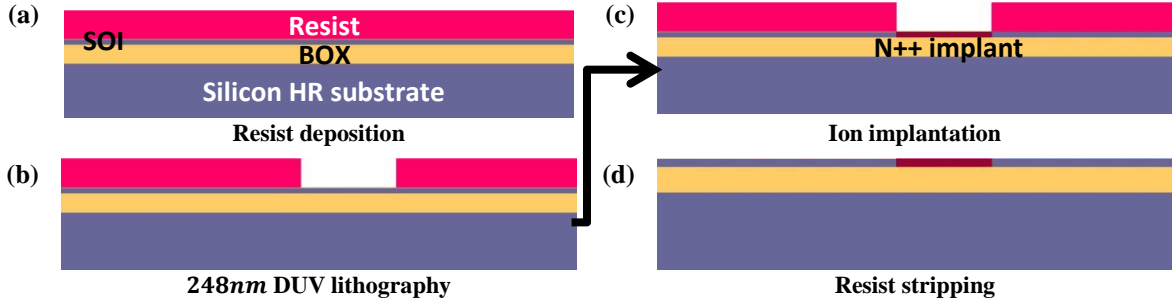 (a)
Resist
SOI
BOX
Silicon HR substrate
Resist deposition
(b)
248nm DUV lithography
(c)
N++ implant
Ion implantation
(d)
Resist stripping